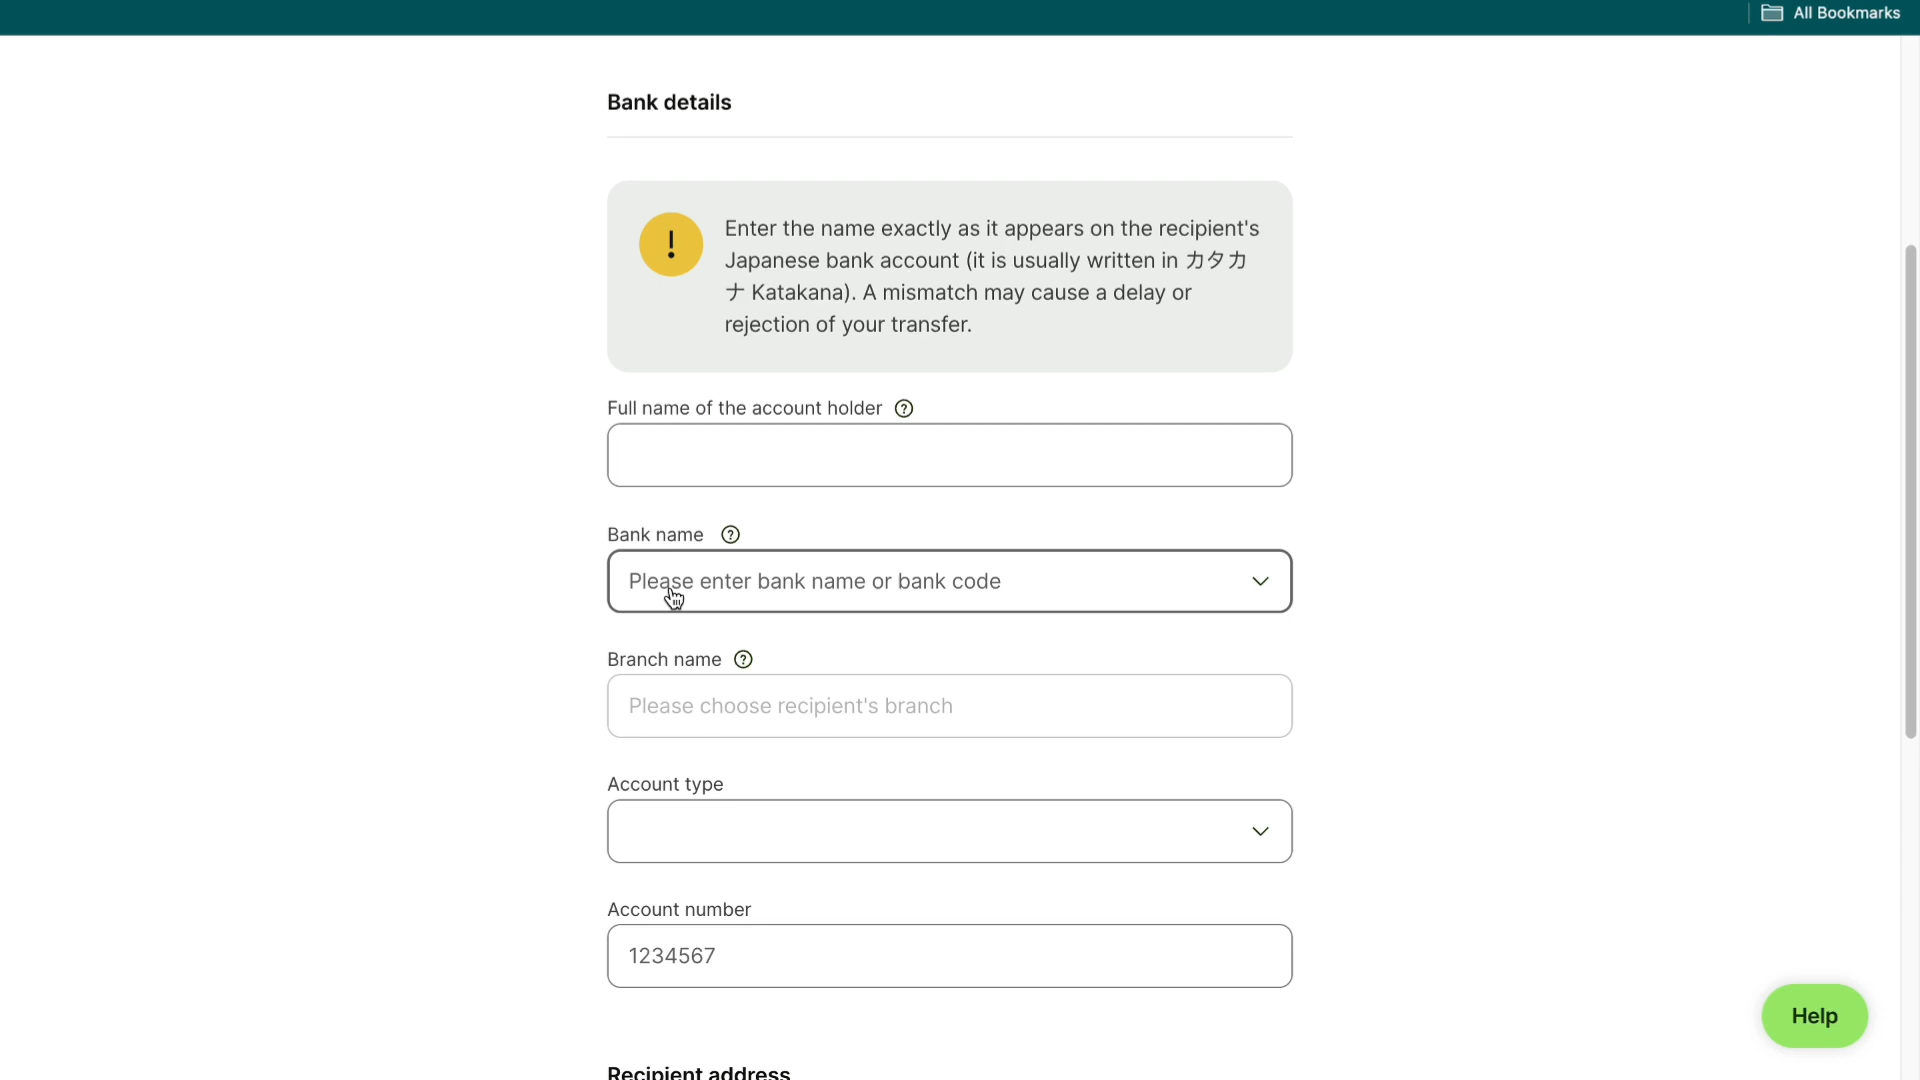 All Bookmarks
Bank details
Enter the name exactly as it appears on the recipient's
Japanese bank account (it is usually written in カタカ
ナ Katakana). A mismatch may cause a delay or
rejection of your transfer.
Full name of the account holder
Bank name
Please enter bank name or bank code
Branch name
Please choose recipient's branch
Account type
Account number
1234567
Help
Recipient address